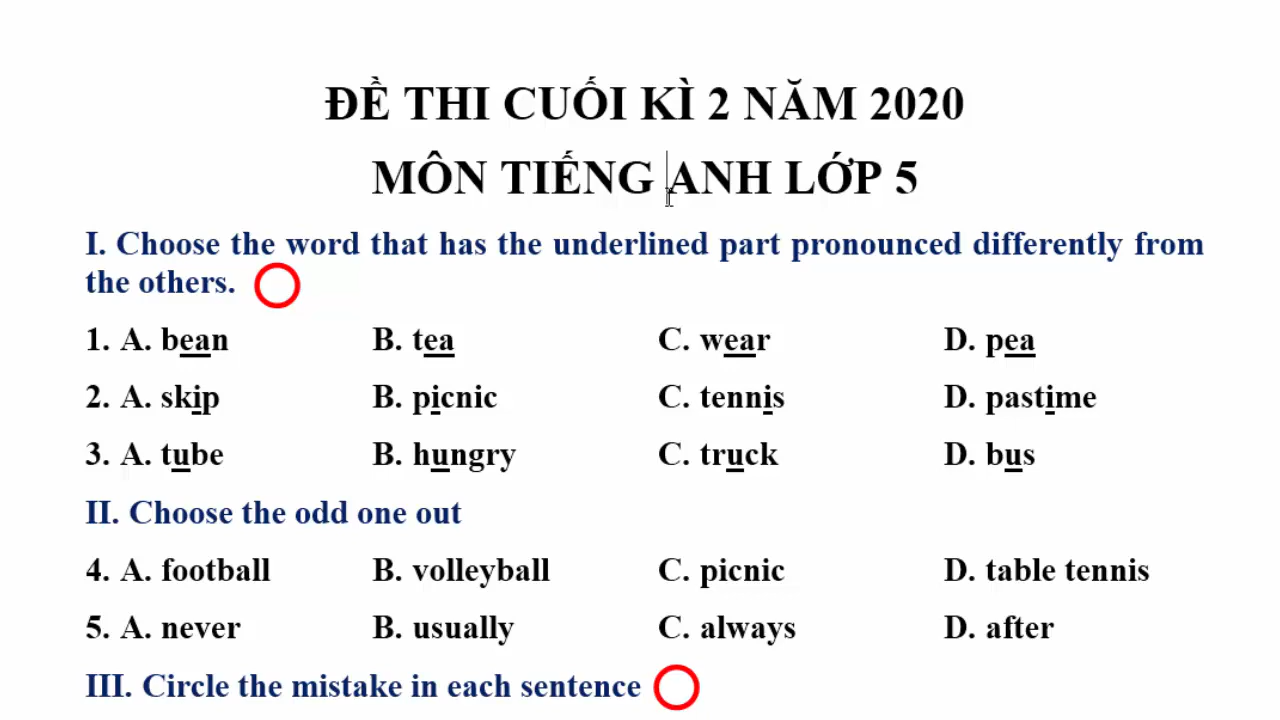 ĐỀ THI CUỐI KÌ 2 NĂM 2020
MÔN TIẾNG ANH LỚP 5
I. Choose the word that has the underlined part pronounced differently from
the others.
1. A. bean B. tea C. wear D. pea
2. A. skip B. picnic C. tennis D. pastime
3. A. tube B. hungry C. truck D. bus
II. Choose the odd one out
4. A. football B. volleyball C. picnic D. table tennis
5. A. never B. usually C. always D. after
III. Circle the mistake in each sentence